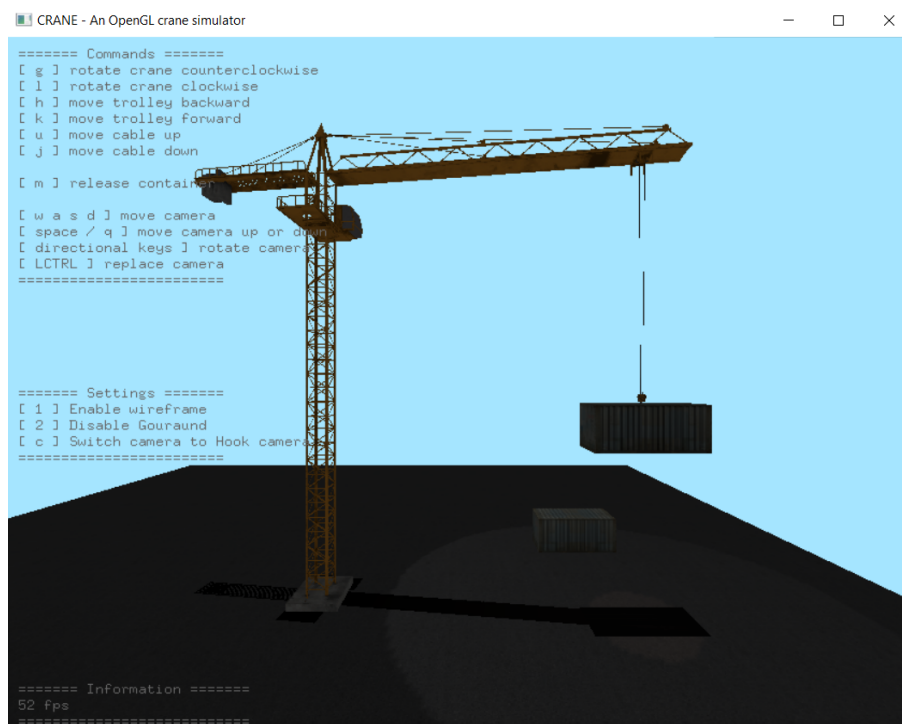 CRANE - An OpenGL crane simulator
======= Commands =======
[ g ] rotate crane counterclockwise
[ l ] rotate crane clockwise
[ h ] move trolley backward
[ k ] move trolley forward
[ u ] move cable up
[ j ] move cable down
[ m ] release container
[ w a s d ] move camera
[ space / q ] move camera up or down
[ directional keys ] rotate camera
[ LCTRL ] replace camera
========================
======= Settings =======
[ 1 ] Enable wireframe
[ 2 ] Disable Gouraund
[ c ] Switch camera to Hook camera
========================
======= Information =======
52 fps
===========================